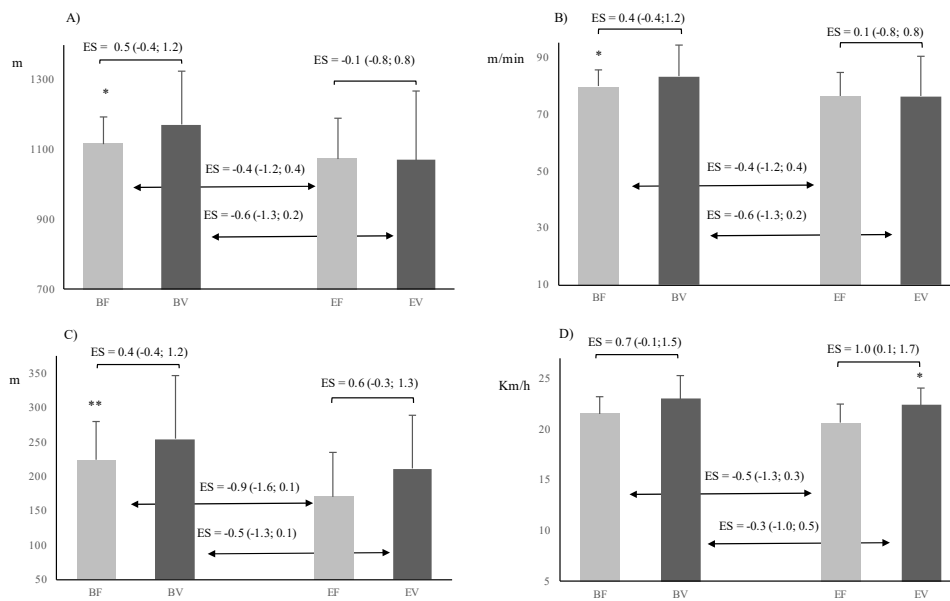 A)
ES = 0.5 (-0.4; 1.2)
m
ES = -0.1 (-0.8; 0.8)
1300
*
1100
ES = -0.4 (-1.2; 0.4)
900
ES = -0.6 (-1.3; 0.2)
700
BF BV EF EV
B)
ES = 0.4 (-0.4;1.2)
ES = 0.1 (-0.8; 0.8)
m/min
90
*
70
50
ES = -0.4 (-1.2; 0.4)
ES = -0.6 (-1.3; 0.2)
30
10
BF BV EF EV
C)
ES = 0.4 (-0.4; 1.2)
m
350
ES = 0.6 (-0.3; 1.3)
300
**
250
200
ES = -0.9 (-1.6; 0.1)
150
ES = -0.5 (-1.3; 0.1)
100
50
BF BV EF EV
D)
ES = 0.7 (-0.1;1.5)
ES = 1.0 (0.1; 1.7)
Km/h
25
*
20
15
ES = -0.5 (-1.3; 0.3)
ES = -0.3 (-1.0; 0.5)
10
5
BF BV EF EV